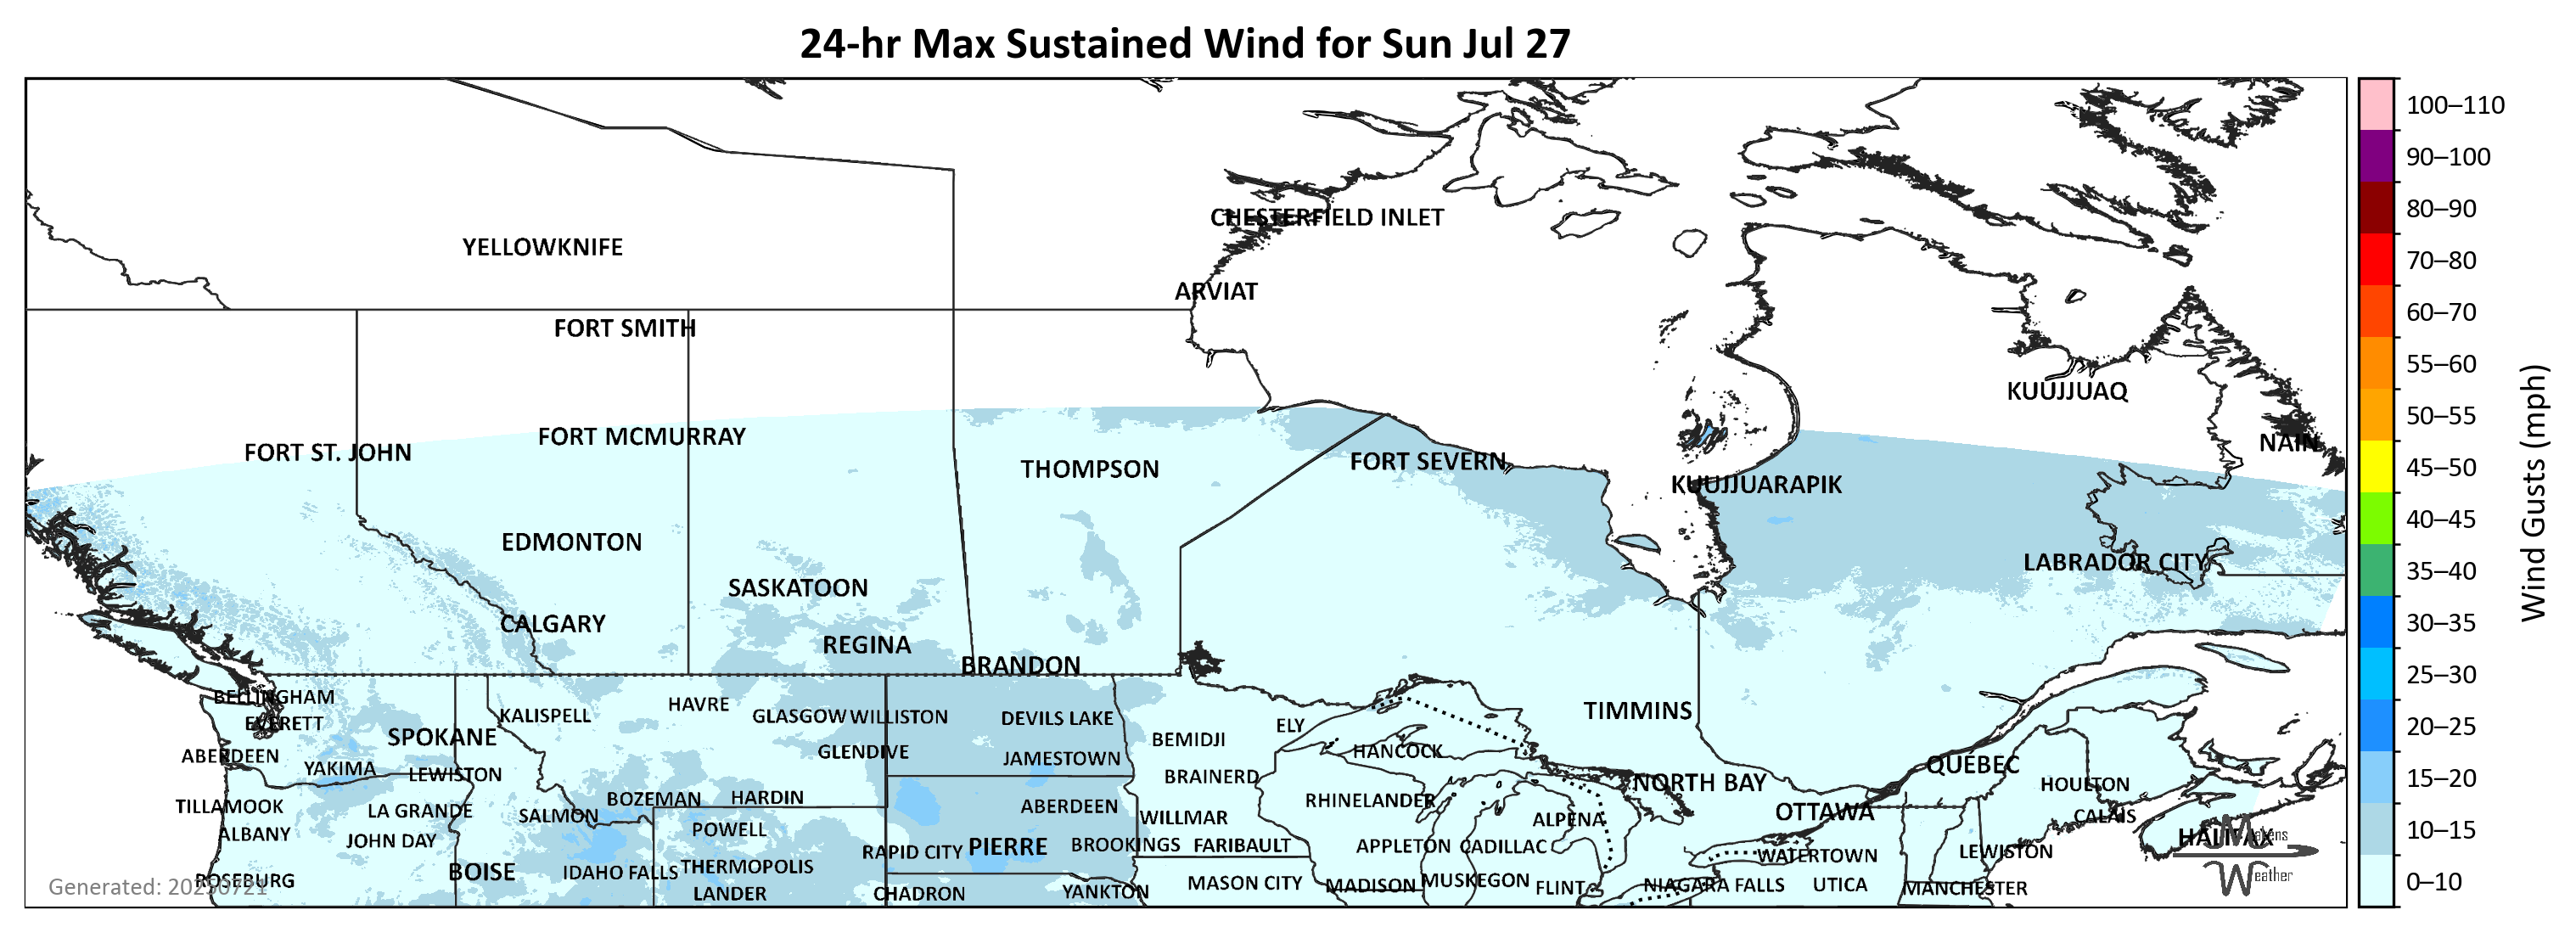 24-hr Max Sustained Wind for Sun Jul 27
100–110
90–100
80–90
70–80
60–70
55–60
50–55
45–50
40–45
35–40
30–35
25–30
20–25
15–20
10–15
0–10
Wind Gusts (mph)
CHESTERFIELD INLET
YELLOWKNIFE
ARVIAT
FORT SMITH
KUUJJUAQ
FORT MCMURRAY
NAIN
FORT ST. JOHN
FORT SEVERN
THOMPSON
KUUJJUARAPIK
EDMONTON
LABRADOR CITY
SASKATOON
CALGARY
REGINA
BRANDON
BELLINGHAM
HAVRE
TIMMINS
KALISPELL
GLASGOW
WILLISTON
DEVILS LAKE
EVERETT
ELY
SPOKANE
BEMIDJI
HANCOCK
GLENDIVE
ABERDEEN
JAMESTOWN
QUÉBEC
YAKIMA
LEWISTON
BRAINERD
NORTH BAY
HOULTON
BOZEMAN
HARDIN
RHINELANDER
TILLAMOOK
LA GRANDE
ABERDEEN
OTTAWA
SALMON
WILLMAR
ALPENA
CALAIS
ALBANY
POWELL
HALIFAX
JOHN DAY
PIERRE
BROOKINGS
FARIBAULT
APPLETON
CADILLAC
RAPID CITY
LEWISTON
WATERTOWN
BOISE
IDAHO FALLS
THERMOPOLIS
ROSEBURG
MASON CITY
MADISON
MUSKEGON
FLINT
NIAGARA FALLS
UTICA
MANCHESTER
LANDER
CHADRON
YANKTON
Generated: 20250721
Makens
Weather